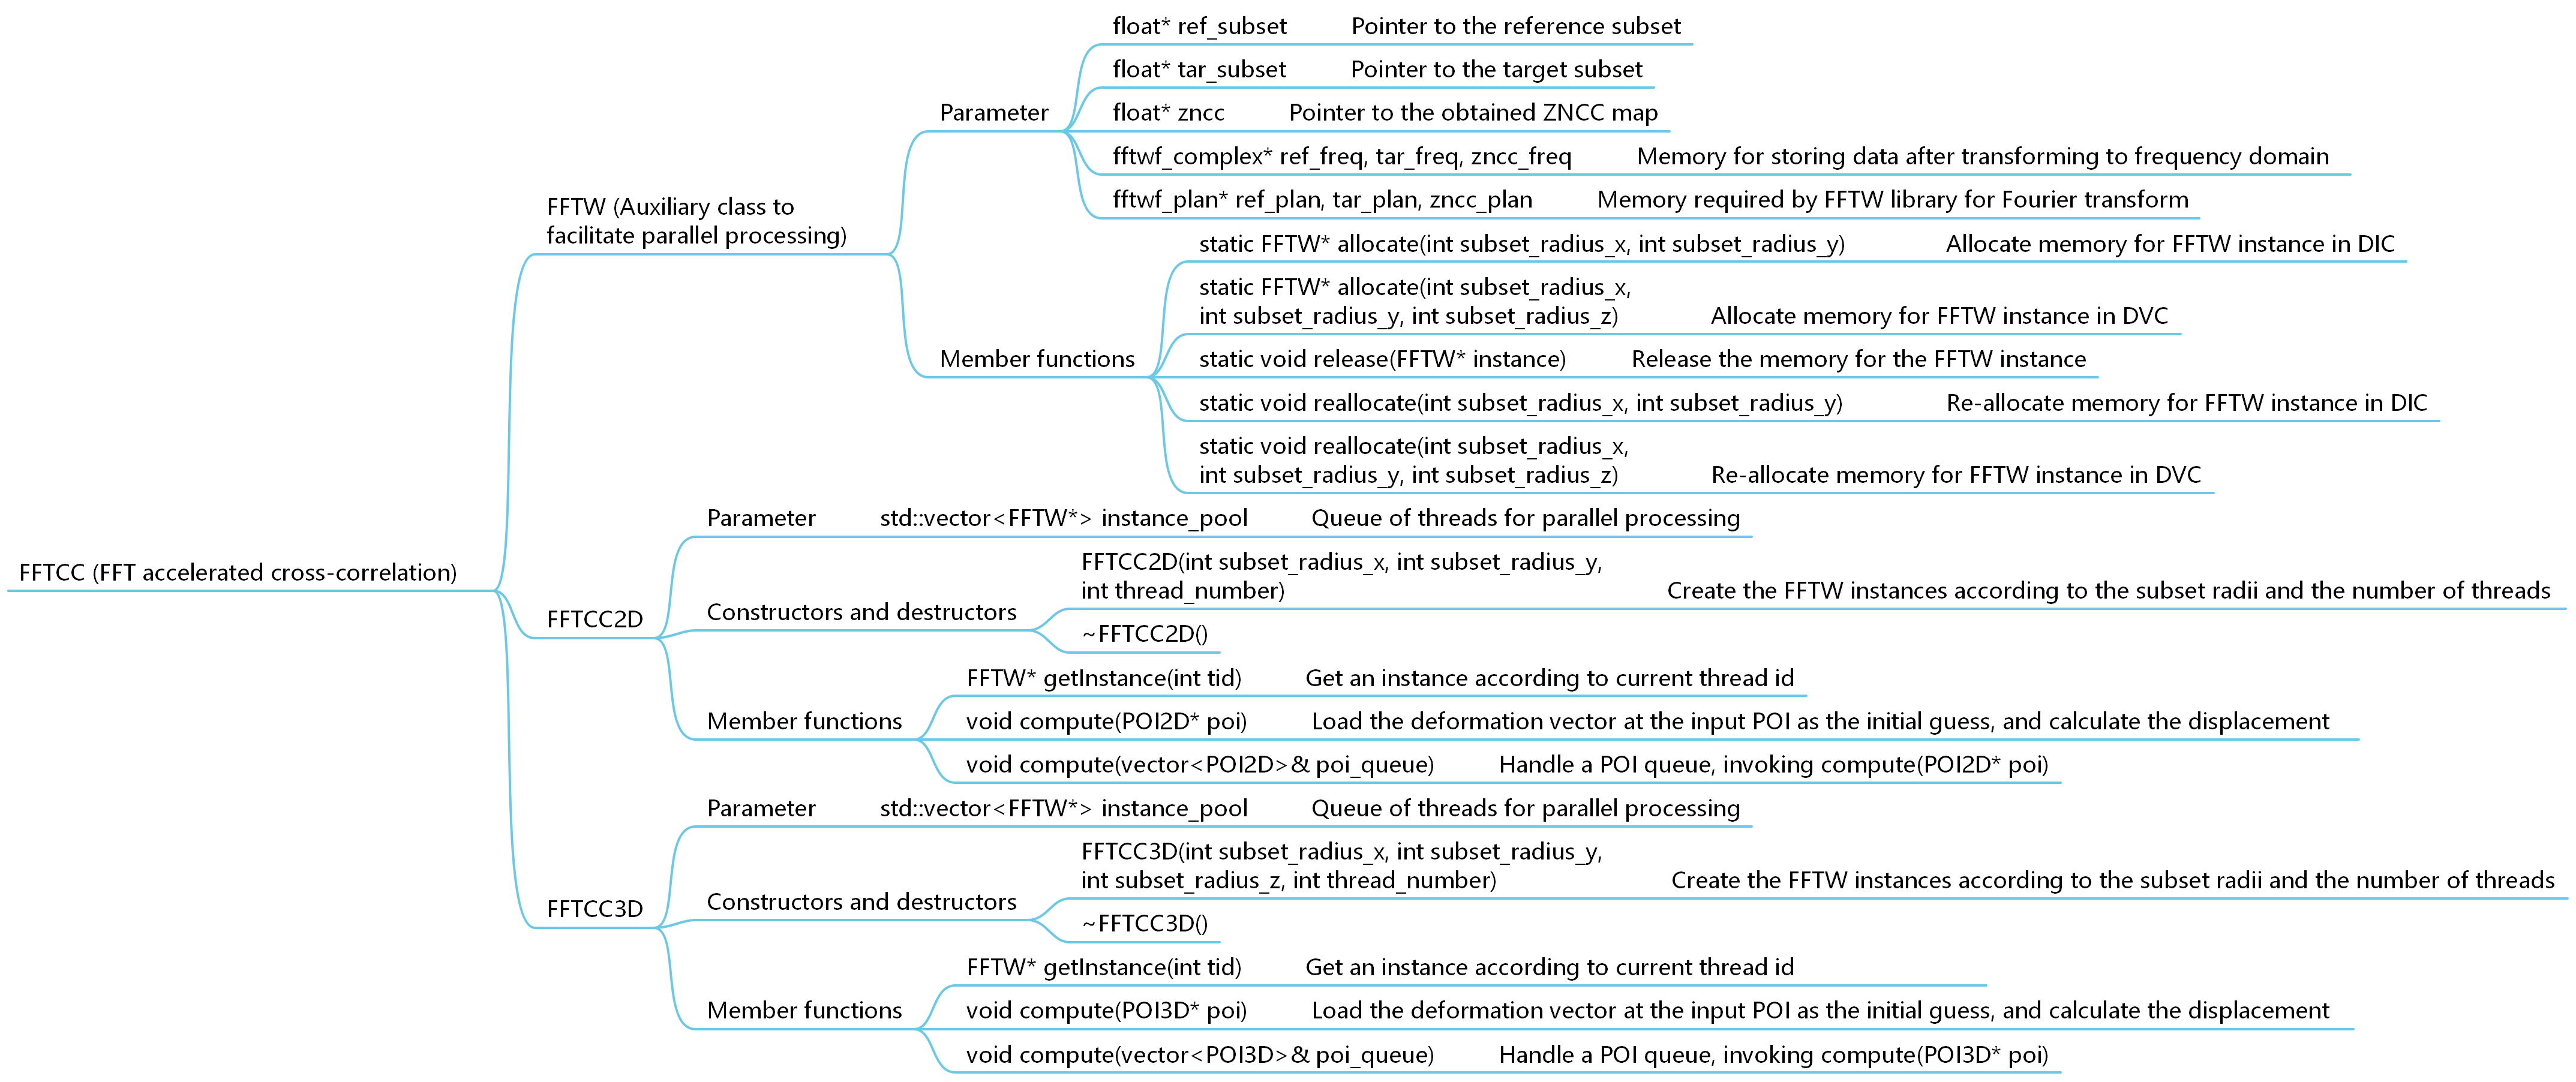 float* ref_subset Pointer to the reference subset
float* tar_subset Pointer to the target subset
Parameter float* zncc Pointer to the obtained ZNCC map
fftwf_complex* ref_freq, tar_freq, zncc_freq Memory for storing data after transforming to frequency domain
fftwf_plan* ref_plan, tar_plan, zncc_plan Memory required by FFTW library for Fourier transform
FFTW (Auxiliary class to
facilitate parallel processing)
static FFTW* allocate(int subset_radius_x, int subset_radius_y) Allocate memory for FFTW instance in DIC
static FFTW* allocate(int subset_radius_x,
int subset_radius_y, int subset_radius_z) Allocate memory for FFTW instance in DVC
Member functions static void release(FFTW* instance) Release the memory for the FFTW instance
static void reallocate(int subset_radius_x, int subset_radius_y) Re-allocate memory for FFTW instance in DIC
static void reallocate(int subset_radius_x,
int subset_radius_y, int subset_radius_z) Re-allocate memory for FFTW instance in DVC
Parameter std::vector<FFTW*> instance_pool Queue of threads for parallel processing
FFTCC (FFT accelerated cross-correlation)
FFTCC2D(int subset_radius_x, int subset_radius_y,
int thread_number) Create the FFTW instances according to the subset radii and the number of threads
FFTCC2D Constructors and destructors
~FFTCC2D()
FFTW* getInstance(int tid) Get an instance according to current thread id
Member functions void compute(POI2D* poi) Load the deformation vector at the input POI as the initial guess, and calculate the displacement
void compute(vector<POI2D>& poi_queue) Handle a POI queue, invoking compute(POI2D* poi)
Parameter std::vector<FFTW*> instance_pool Queue of threads for parallel processing
FFTCC3D(int subset_radius_x, int subset_radius_y,
int subset_radius_z, int thread_number) Create the FFTW instances according to the subset radii and the number of threads
FFTCC3D Constructors and destructors
~FFTCC3D()
FFTW* getInstance(int tid) Get an instance according to current thread id
Member functions void compute(POI3D* poi) Load the deformation vector at the input POI as the initial guess, and calculate the displacement
void compute(vector<POI3D>& poi_queue) Handle a POI queue, invoking compute(POI3D* poi)